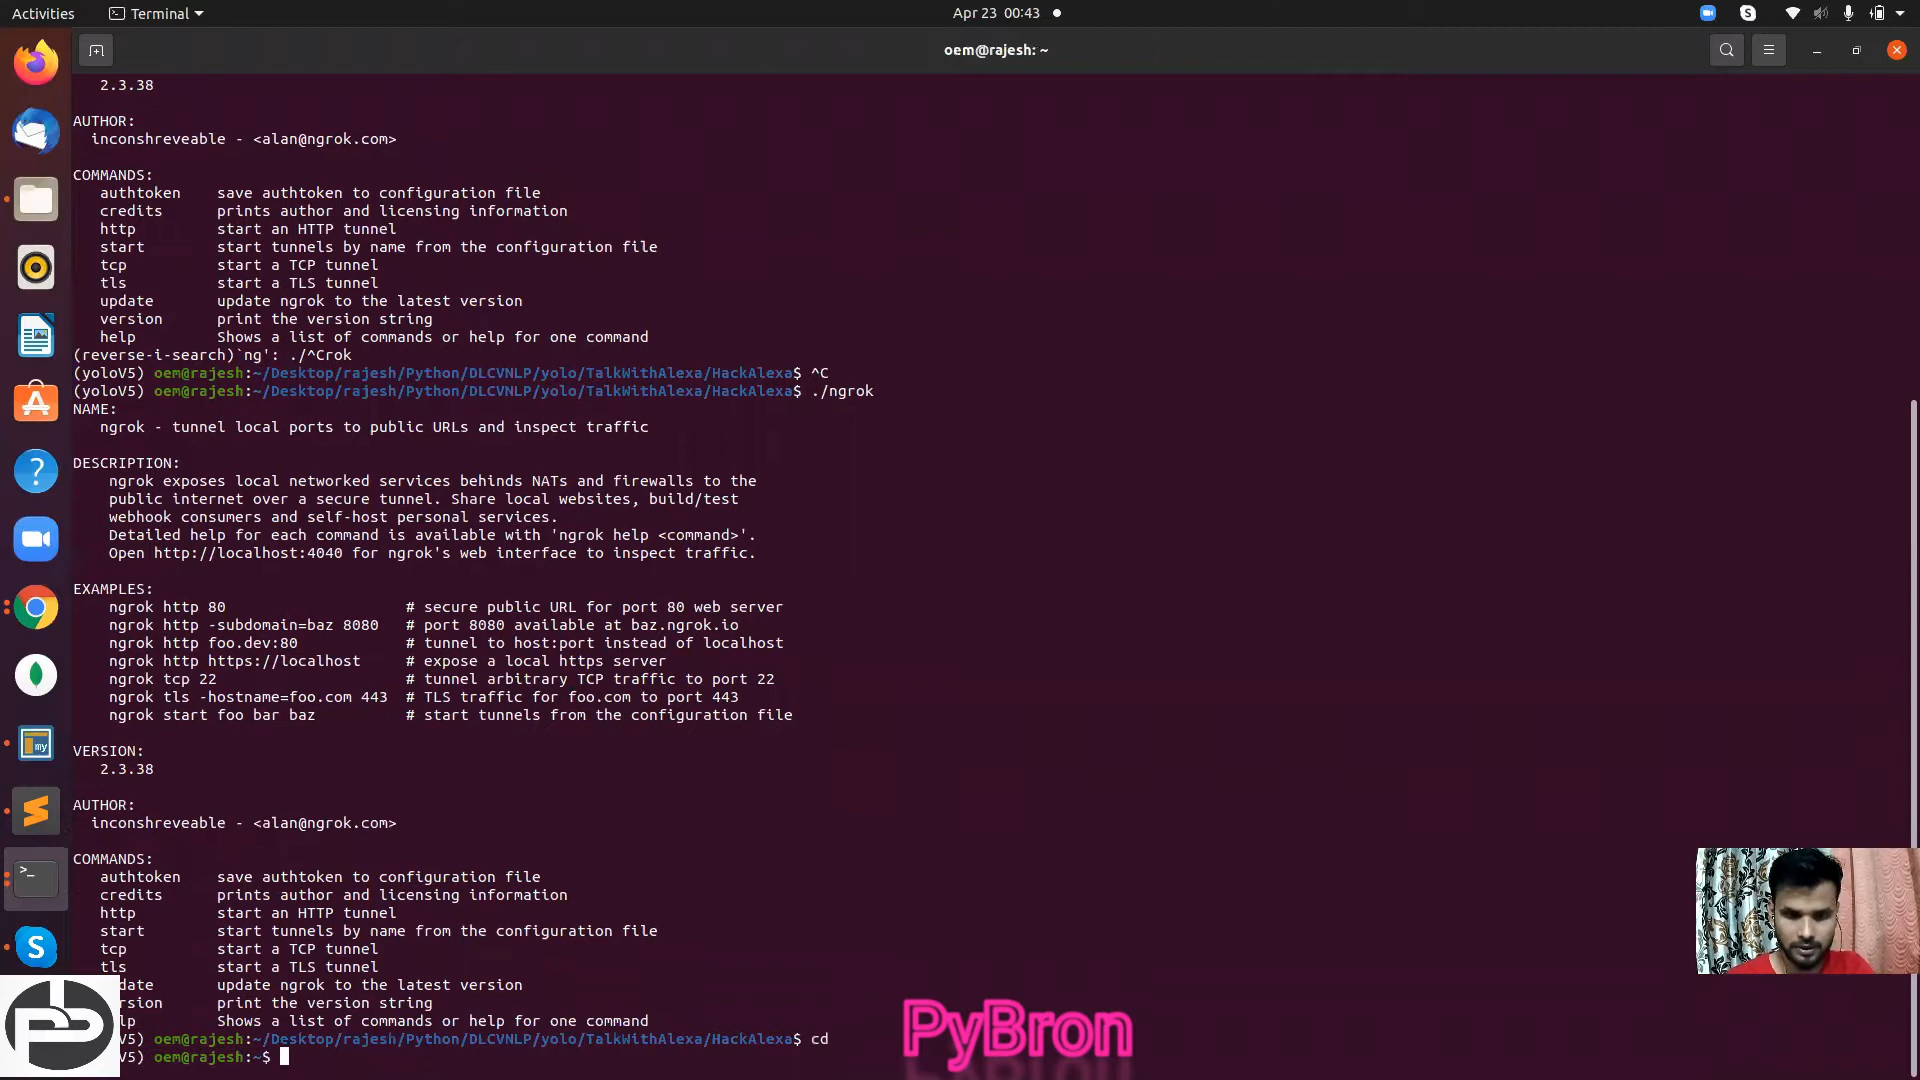 Activities
Terminal
Apr 23 00:43
oem@rajesh: ~
2.3.38
AUTHOR:
inconshreveable - <alan@ngrok.com>
COMMANDS:
authtoken save authtoken to configuration file
credits prints author and licensing information
http start an HTTP tunnel
start start tunnels by name from the configuration file
tcp start a TCP tunnel
tls start a TLS tunnel
update update ngrok to the latest version
version print the version string
help Shows a list of commands or help for one command
(reverse-i-search)`ng': ./^Crok
(yoloV5) oem@rajesh:~/Desktop/rajesh/Python/DLCVNLP/yolo/TalkWithAlexa/HackAlexa$ ^C
(yoloV5) oem@rajesh:~/Desktop/rajesh/Python/DLCVNLP/yolo/TalkWithAlexa/HackAlexa$ ./ngrok
NAME:
ngrok - tunnel local ports to public URLs and inspect traffic
DESCRIPTION:
ngrok exposes local networked services behinds NATs and firewalls to the
public internet over a secure tunnel. Share local websites, build/test
webhook consumers and self-host personal services.
Detailed help for each command is available with 'ngrok help <command>'.
Open http://localhost:4040 for ngrok's web interface to inspect traffic.
EXAMPLES:
ngrok http 80 # secure public URL for port 80 web server
ngrok http -subdomain=baz 8080 # port 8080 available at baz.ngrok.io
ngrok http foo.dev:80 # tunnel to host:port instead of localhost
ngrok http https://localhost # expose a local https server
ngrok tcp 22 # tunnel arbitrary TCP traffic to port 22
ngrok tls -hostname=foo.com 443 # TLS traffic for foo.com to port 443
ngrok start foo bar baz # start tunnels from the configuration file
VERSION:
2.3.38
AUTHOR:
inconshreveable - <alan@ngrok.com>
COMMANDS:
authtoken save authtoken to configuration file
credits prints author and licensing information
http start an HTTP tunnel
start start tunnels by name from the configuration file
tcp start a TCP tunnel
tls start a TLS tunnel
date update ngrok to the latest version
rsion print the version string
lp Shows a list of commands or help for one command
V5) oem@rajesh:~/Desktop/rajesh/Python/DLCVNLP/yolo/TalkWithAlexa/HackAlexa$ cd
V5) oem@rajesh:~$
PyBron